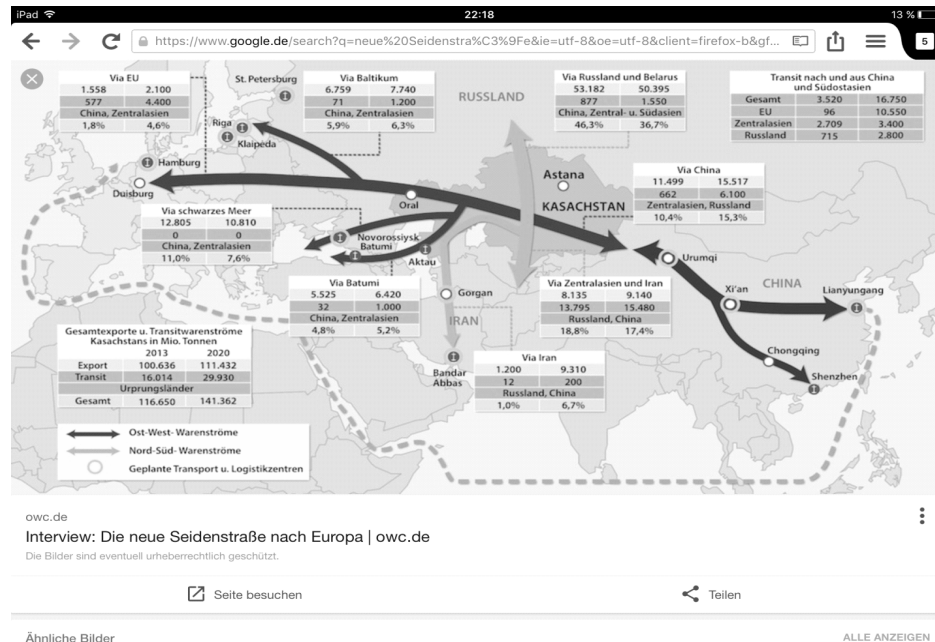 iPad
22:18
13 %
https://www.google.de/search?q=neue%20Seidenstra%C3%9Fe&ie=utf-8&oe=utf-8&client=firefox-b&gf...
5
Via EU
1.558 2.100
577 4.400
China, Zentralasien
1,8% 4,6%
St. Petersburg
Via Baltikum
6.759 7.740
71 1.200
China, Zentralasien
5,9% 6,3%
RUSSLAND
Via Russland und Belarus
53.182 50.395
877 1.550
China, Zentral- u. Südasien
46,3% 36,7%
Transit nach und aus China
und Südostasien
Gesamt 3.520 16.750
EU 96 10.550
Zentralasien 2.709 3.400
Russland 715 2.800
Riga
Klaipeda
Hamburg
Duisburg
Astana
KASACHSTAN
Oral
Via China
11.499 15.517
662 6.100
Zentralasien, Russland
10,4% 15,3%
Via schwarzes Meer
12.805 10.810
0 0
China, Zentralasien
11,0% 7,6%
Novorossiysk
Batumi
Aktau
Urumqi
Via Batumi
5.525 6.420
32 1.000
China, Zentralasien
4,8% 5,2%
Gorgan
IRAN
Via Zentralasien und Iran
8.135 9.140
13.795 15.480
Russland, China
18,8% 17,4%
Xi'an
CHINA
Lianyungang
Chongqing
Shenzhen
Gesamtexporte u. Transitwarenströme
Kasachstans in Mio. Tonnen
2013 2020
Export 100.636 111.432
Transit 16.014 29.930
Urprungsländer
Gesamt 116.650 141.362
Bandar
Abbas
Via Iran
1.200 9.310
12 200
Russland, China
1,0% 6,7%
Ost-West- Warenströme
Nord-Süd- Warenströme
Geplante Transport u. Logistikzentren
owc.de
Interview: Die neue Seidenstraße nach Europa | owc.de
Die Bilder sind eventuell urheberrechtlich geschützt.
Seite besuchen
Teilen
Ähnliche Bilder
ALLE ANZEIGEN